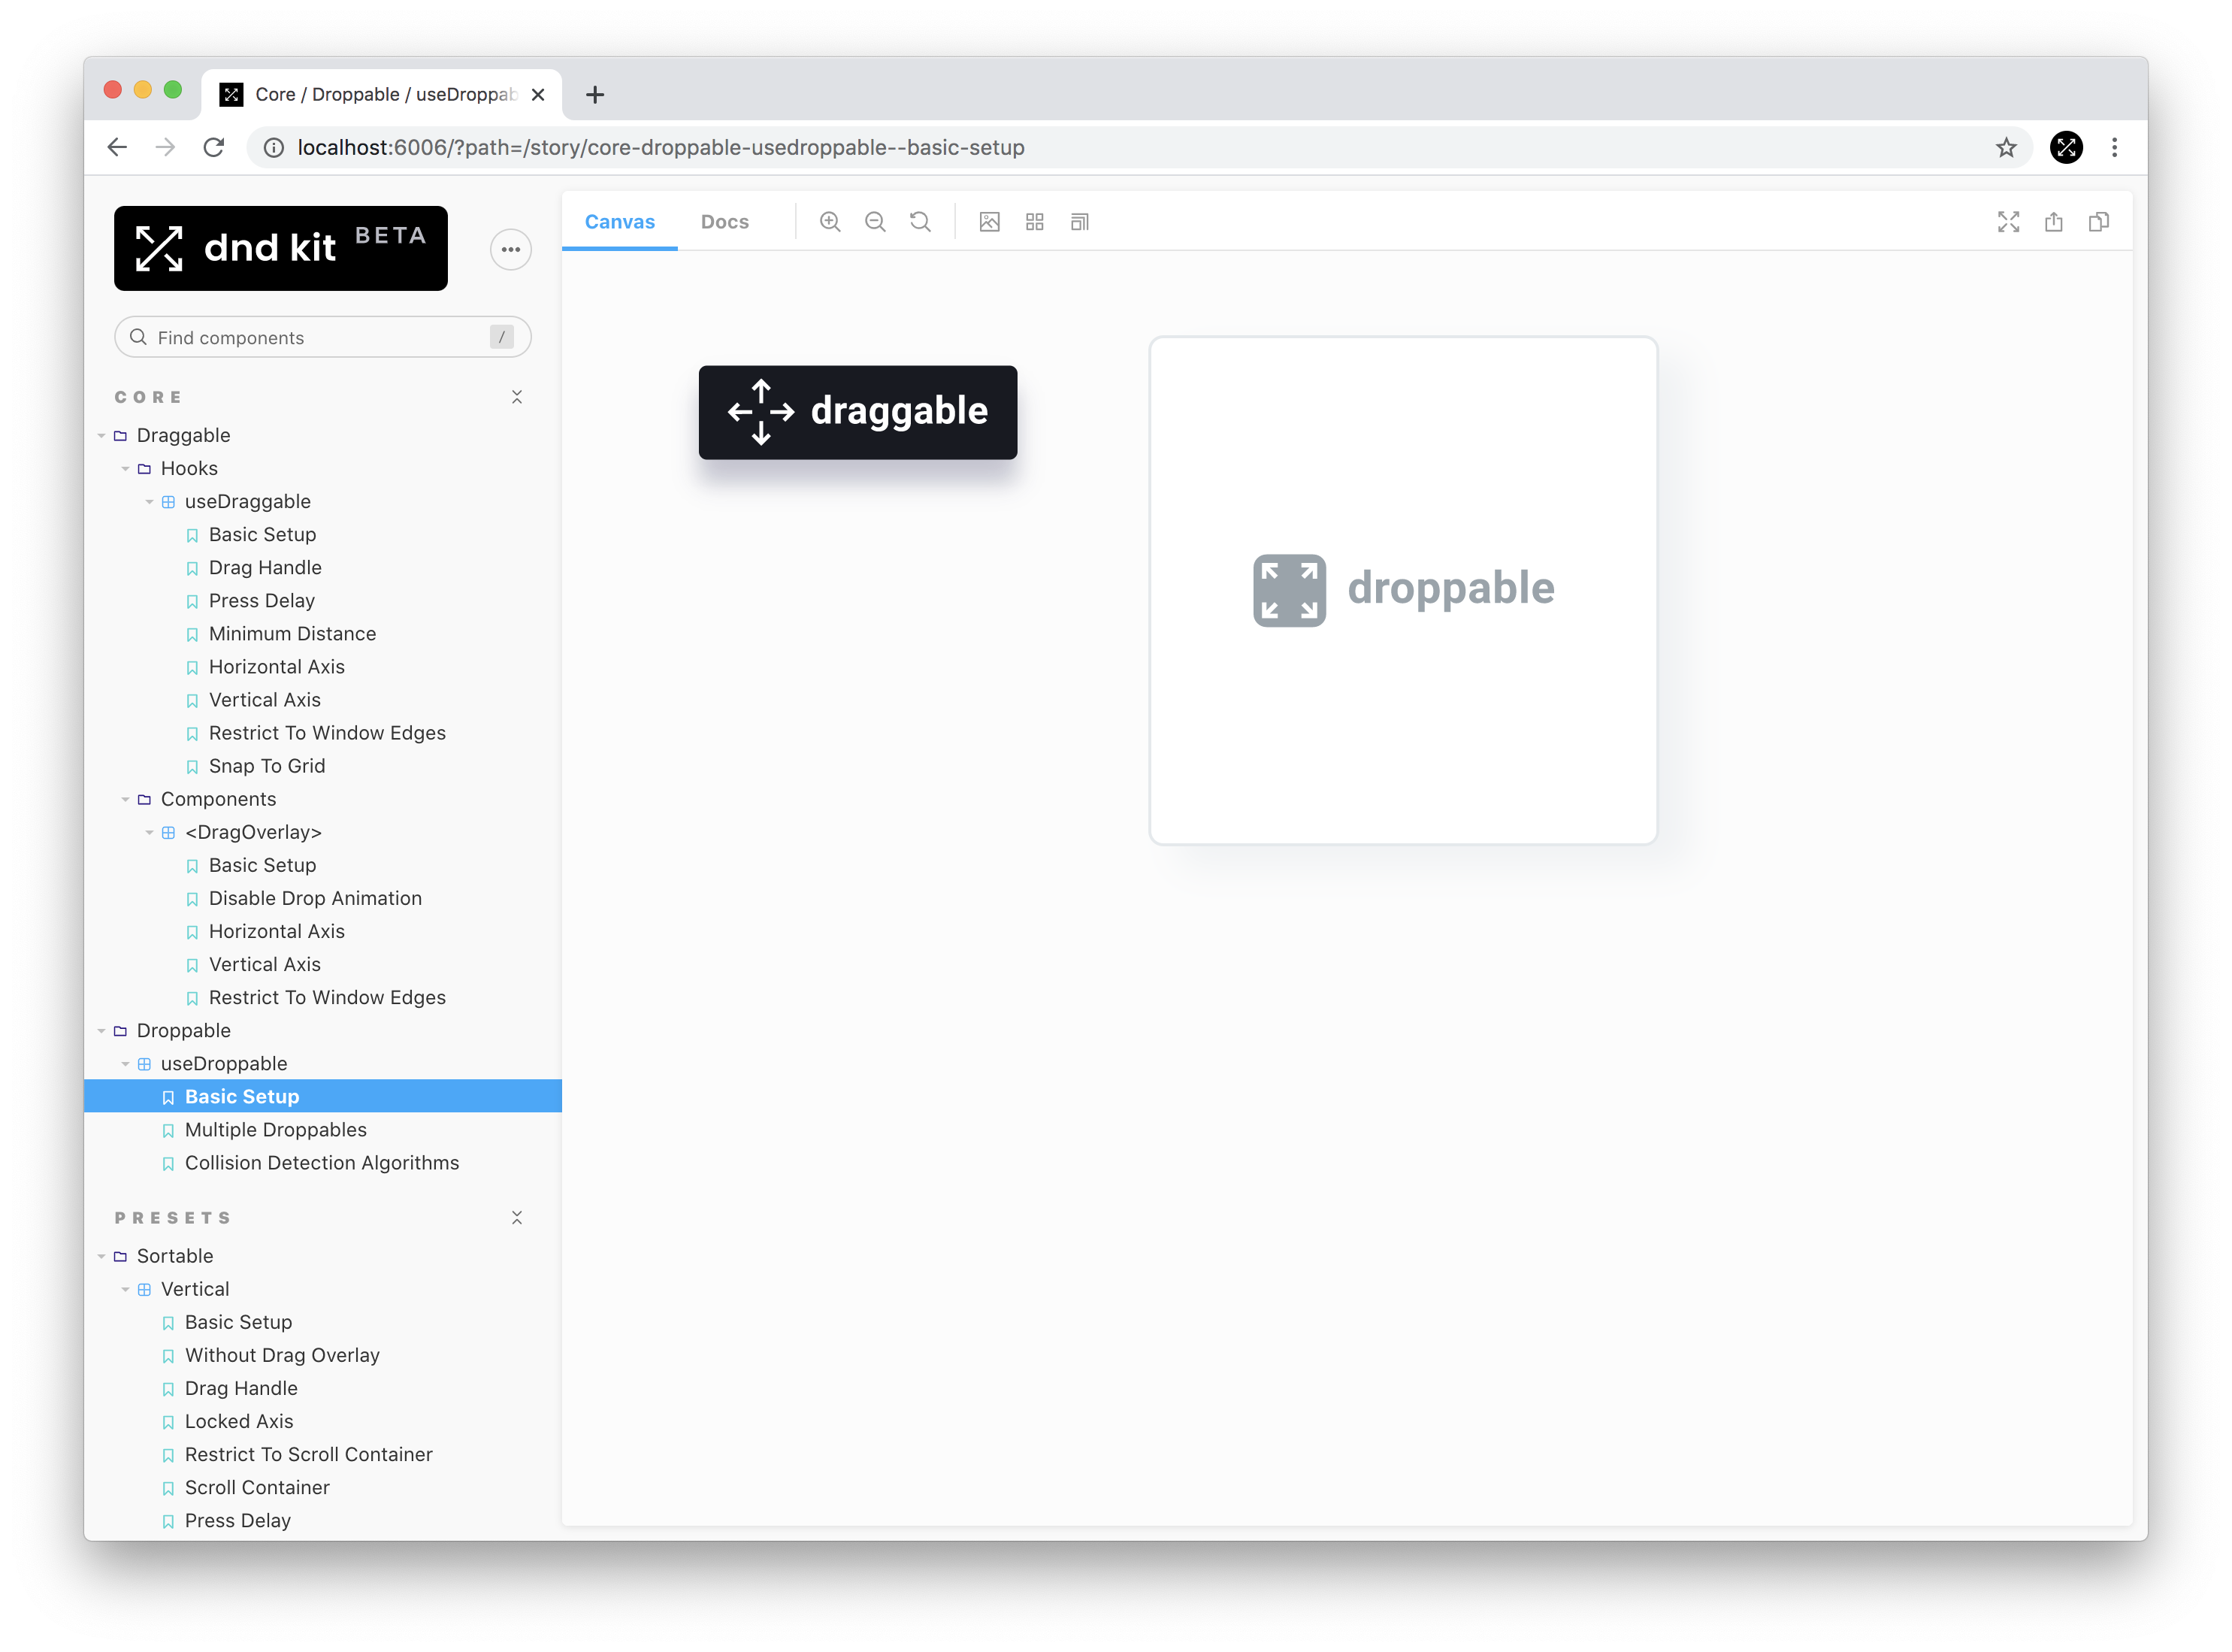 Core / Droppable / useDroppab
localhost:6006/?path=/story/core-droppable-usedroppable--basic-setup
dnd kit BETA
Find components /
CORE
Draggable
Hooks
useDraggable
Basic Setup
Drag Handle
Press Delay
Minimum Distance
Horizontal Axis
Vertical Axis
Restrict To Window Edges
Snap To Grid
Components
<DragOverlay>
Basic Setup
Disable Drop Animation
Horizontal Axis
Vertical Axis
Restrict To Window Edges
Droppable
useDroppable
Basic Setup
Multiple Droppables
Collision Detection Algorithms
PRESETS
Sortable
Vertical
Basic Setup
Without Drag Overlay
Drag Handle
Locked Axis
Restrict To Scroll Container
Scroll Container
Press Delay
Canvas Docs
draggable
droppable